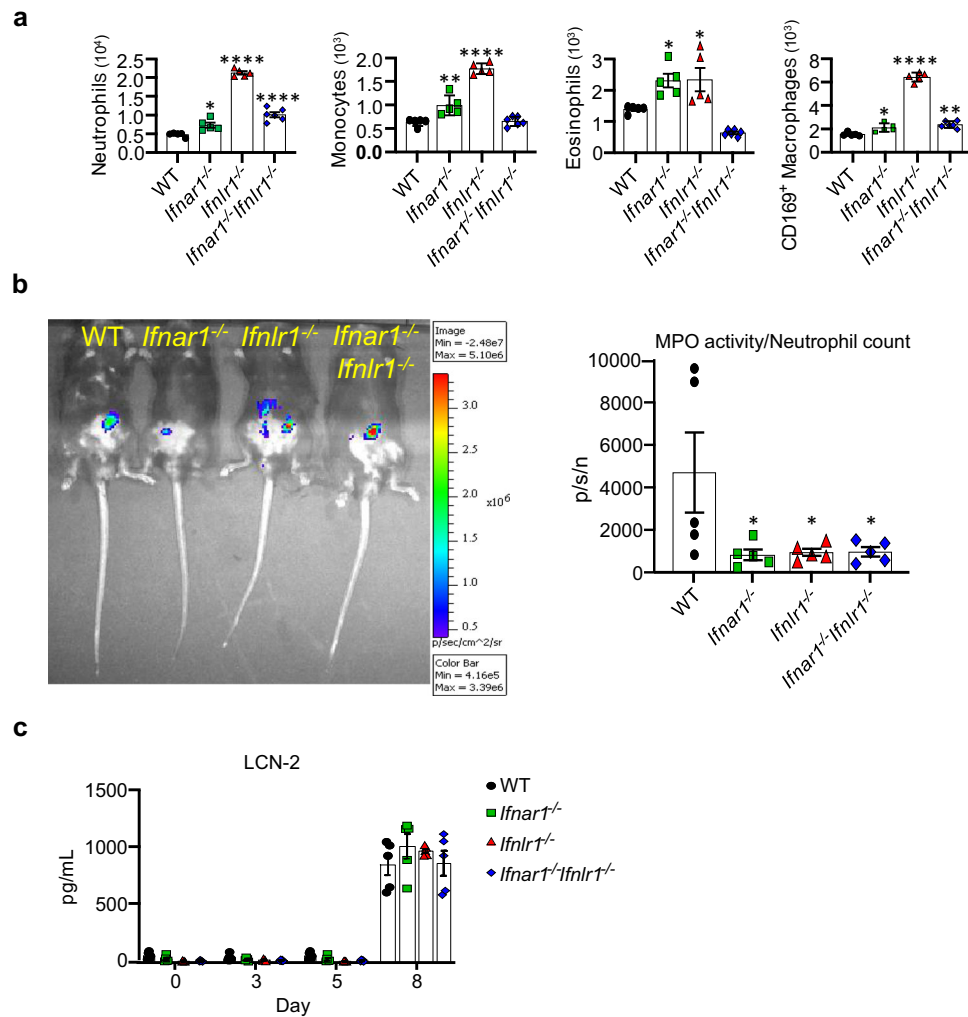 a
Neutrophils (10⁴)
2.5
2.0
1.5
1.0
0.5
0.0
*
****
****
WT
Ifnar1⁻/⁻
Ifnlr1⁻/⁻
Ifnar1⁻/⁻Ifnlr1⁻/⁻
Monocytes (10³)
2.0
1.5
1.0
0.5
0.0
**
****
WT
Ifnar1⁻/⁻
Ifnlr1⁻/⁻
Ifnar1⁻/⁻Ifnlr1⁻/⁻
Eosinophils (10³)
3
2
1
0
*
*
WT
Ifnar1⁻/⁻
Ifnlr1⁻/⁻
Ifnar1⁻/⁻Ifnlr1⁻/⁻
CD169⁺ Macrophages (10³)
8
6
4
2
0
*
****
**
WT
Ifnar1⁻/⁻
Ifnlr1⁻/⁻
Ifnar1⁻/⁻Ifnlr1⁻/⁻
b
WT Ifnar1⁻/⁻ Ifnlr1⁻/⁻ Ifnar1⁻/⁻
Ifnlr1⁻/⁻
Image
Min = -2.48e7
Max = 5.10e6
3.0
2.5
2.0
x10⁶
1.5
1.0
0.5
p/sec/cm^2/sr
Color Bar
Min = 4.16e5
Max = 3.39e6
MPO activity/Neutrophil count
p/s/n
10000
8000
6000
4000
2000
0
*
*
*
WT
Ifnar1⁻/⁻
Ifnlr1⁻/⁻
Ifnar1⁻/⁻Ifnlr1⁻/⁻
c
LCN-2
pg/mL
1500
1000
500
0
0 3 5 8
Day
WT
Ifnar1⁻/⁻
Ifnlr1⁻/⁻
Ifnar1⁻/⁻Ifnlr1⁻/⁻